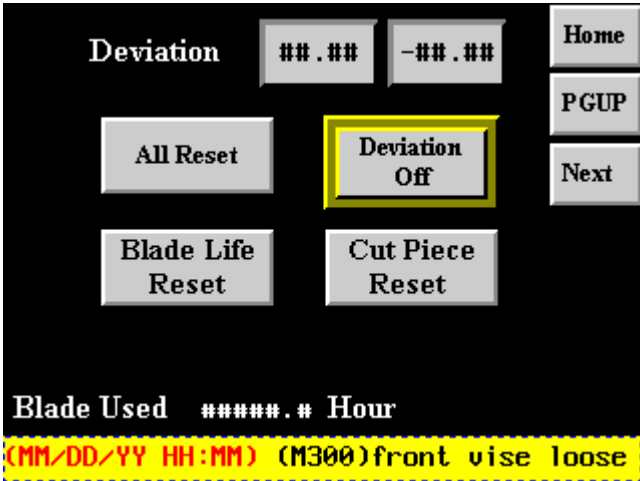 Deviation ##.## -##.## Home
PGUP
All Reset
Deviation
Off
Next
Blade Life
Reset
Cut Piece
Reset
Blade Used #####.# Hour
(MM/DD/YY HH:MM) (M300)front vise loose